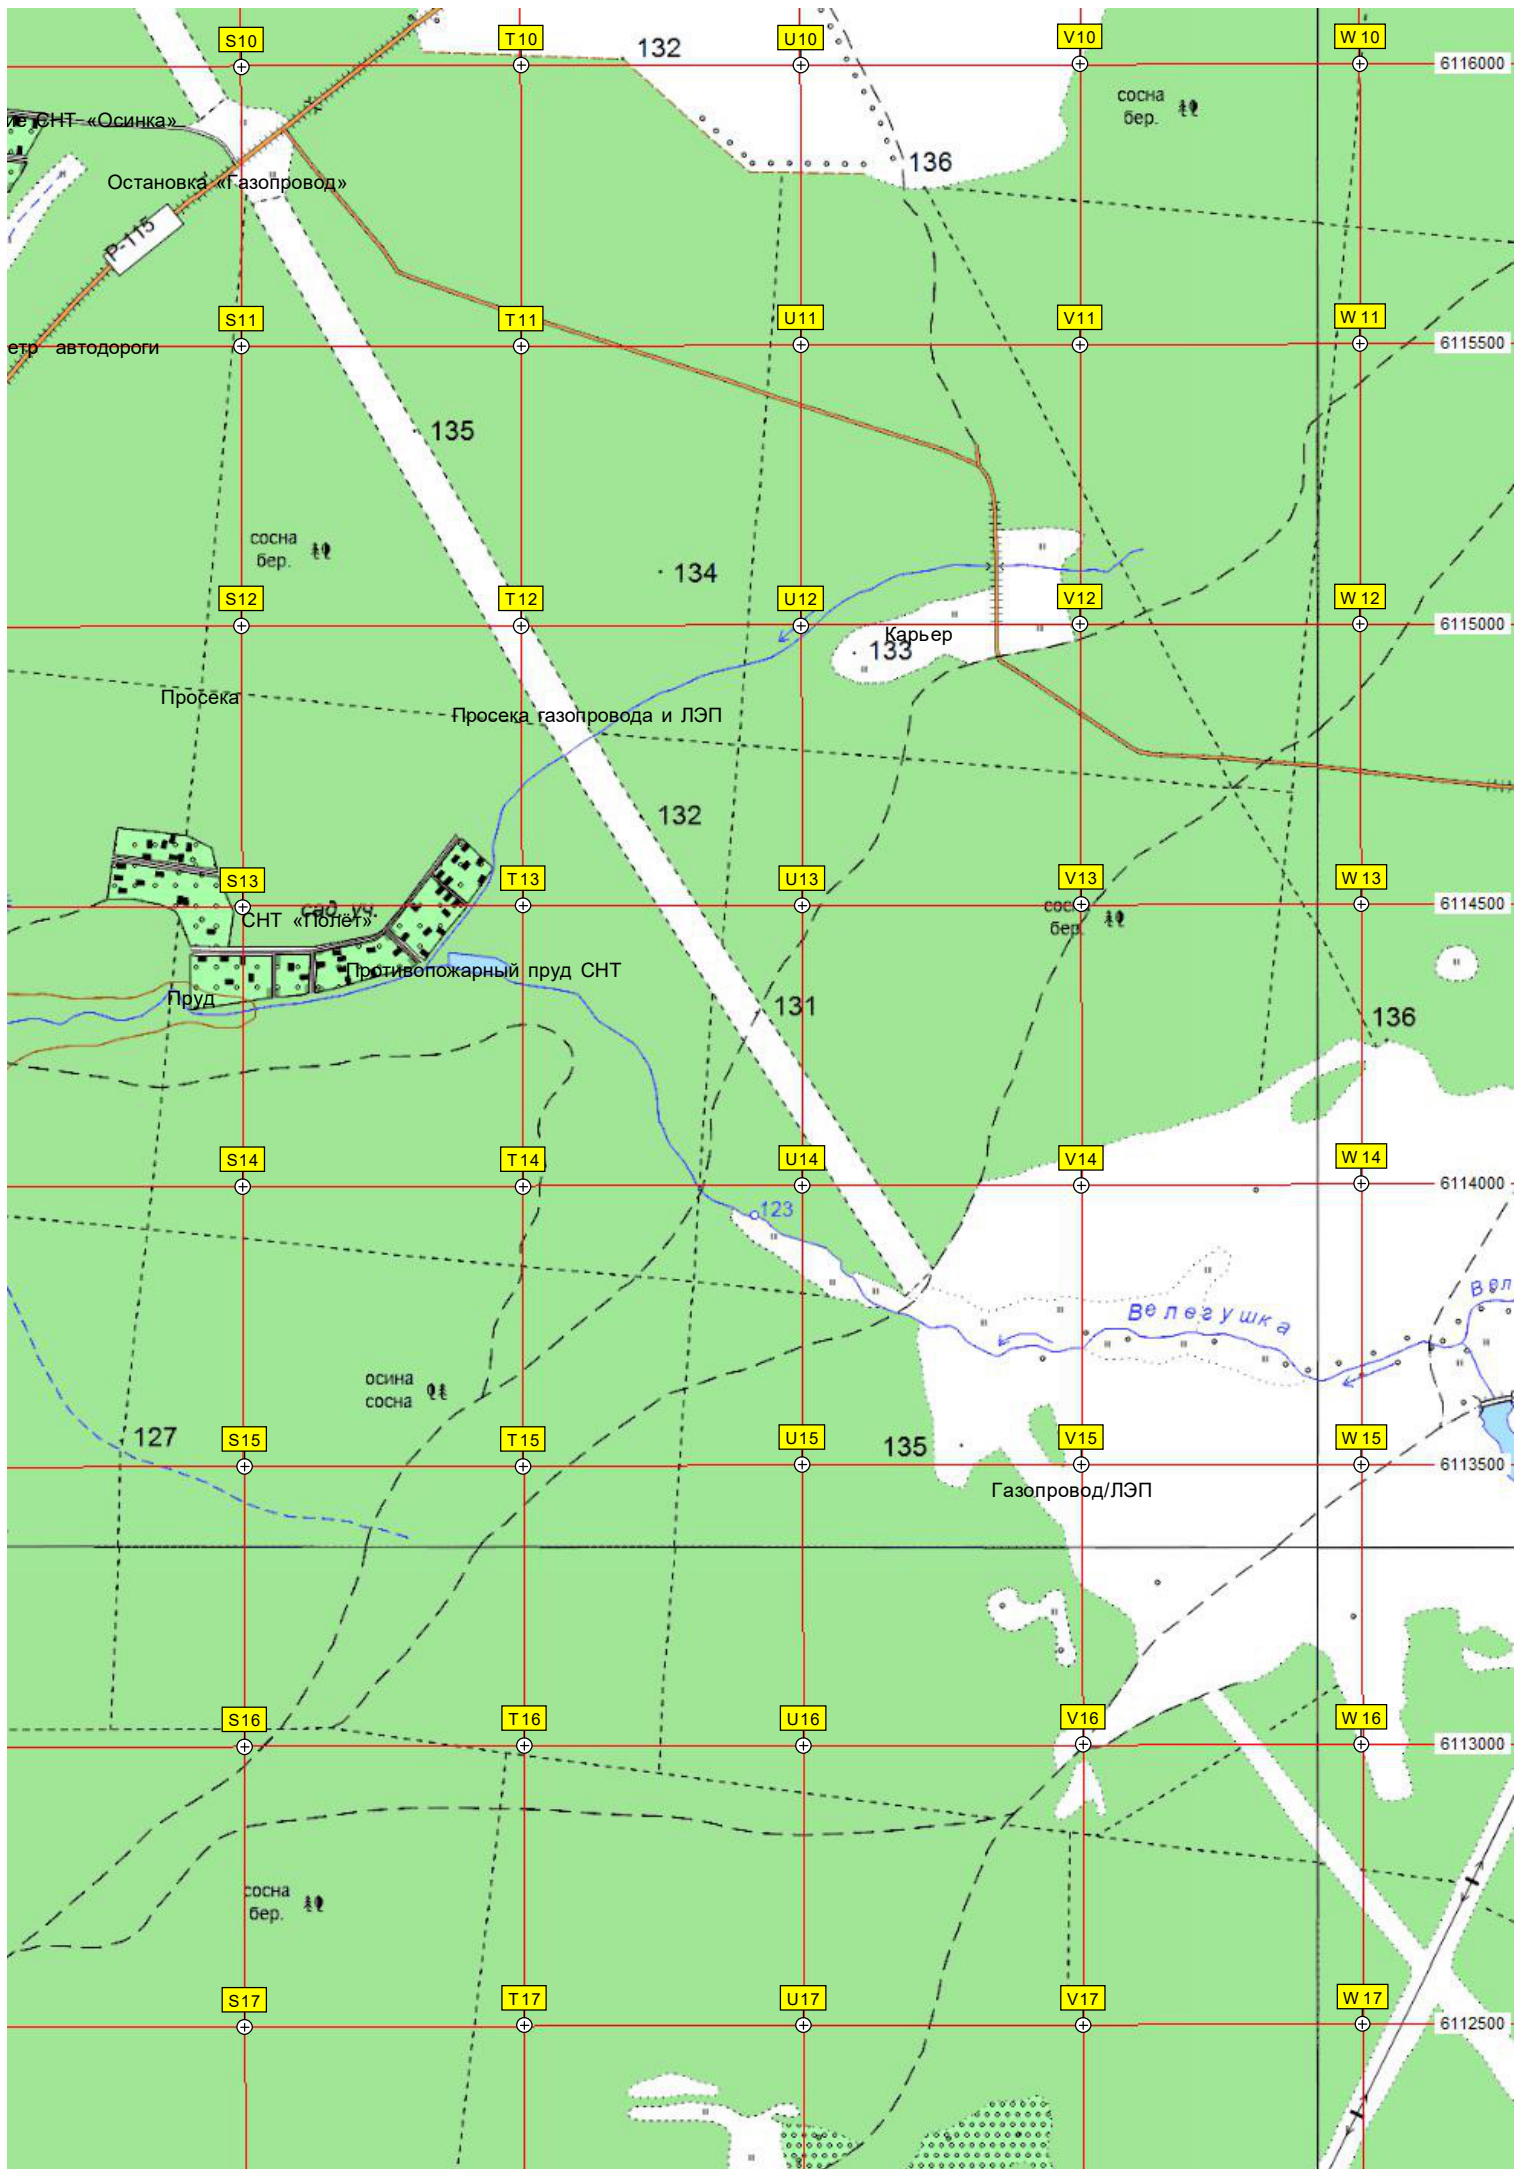 S10
T10
U10
V10
W 10
132
6116000
сосна
бер.
СНТ «Осинка»
136
Остановка «Газопровод»
Р-115
S11
T11
U11
V11
W 11
6115500
автодороги
135
сосна
бер.
134
S12
T12
U12
V12
W 12
6115000
Карьер
133
Просека
Просека газопровода и ЛЭП
132
S13
T13
U13
V13
W 13
6114500
сад. уч.
СНТ «Полёт»
сосна
бер.
Противопожарный пруд СНТ
Пруд
131
136
S14
T14
U14
V14
W 14
6114000
123
Вел
Велегушка
осина
сосна
127
S15
T15
U15
135
V15
W 15
6113500
Газопровод/ЛЭП
S16
T16
U16
V16
W 16
6113000
сосна
бер.
S17
T17
U17
V17
W 17
6112500